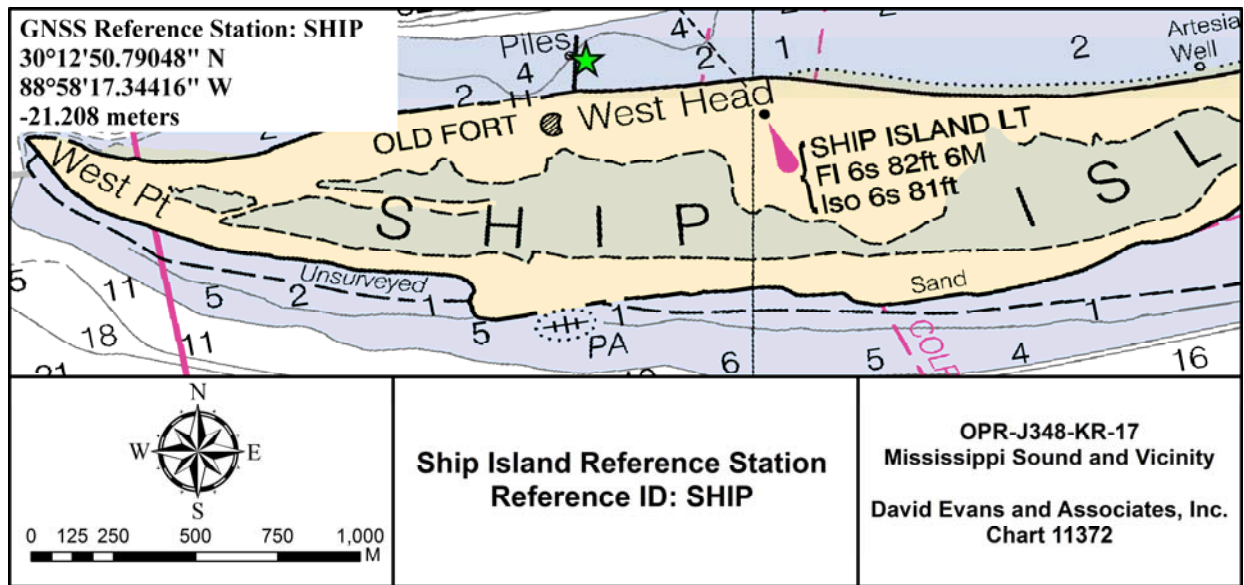 GNSS Reference Station: SHIP
30°12'50.79048" N
88°58'17.34416" W
-21.208 meters
Piles
4
2
4
2
1
2
2
Artesia
Well
2
OLD FORT
West Head
SHIP ISLAND LT
Fl 6s 82ft 6M
Iso 6s 81ft
West Pt
S H I P
I S L
Unsurveyed
Sand
5
11
5
2
1
1
1
18
11
5
PA
6
5
COLR
4
16
21
N
W
E
S
0 125 250 500 750 1,000
M
Ship Island Reference Station
Reference ID: SHIP
OPR-J348-KR-17
Mississippi Sound and Vicinity
David Evans and Associates, Inc.
Chart 11372